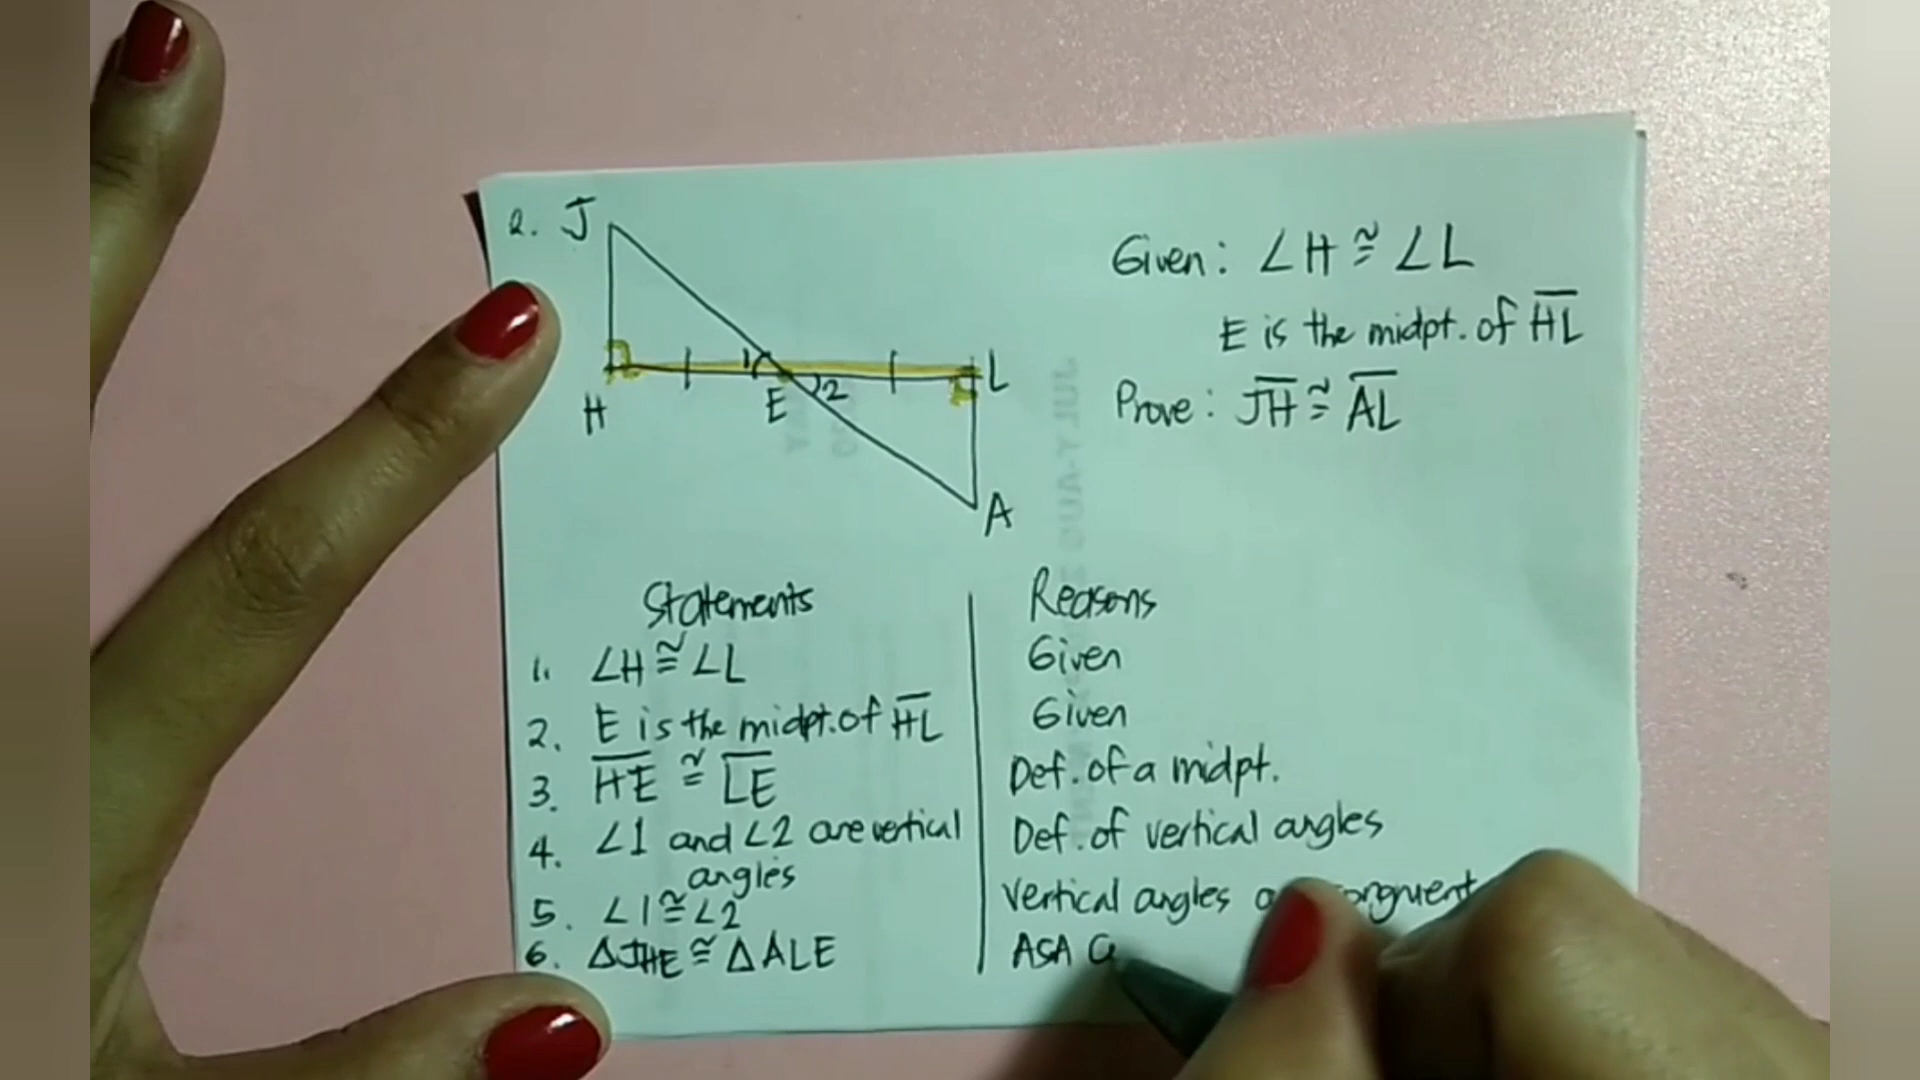 2. J
H
E
1
2
L
A
Given: ∠H ≅ ∠L
E is the midpt. of HL
Prove: JH ≅ AL
Statements
Reasons
1. ∠H ≅ ∠L
Given
2. E is the midpt. of HL
Given
3. HE ≅ LE
Def. of a midpt.
4. ∠1 and ∠2 are vertical
angles
Def. of vertical angles
5. ∠1 ≅ ∠2
Vertical angles
6. ΔJHE ≅ ΔALE
ASA